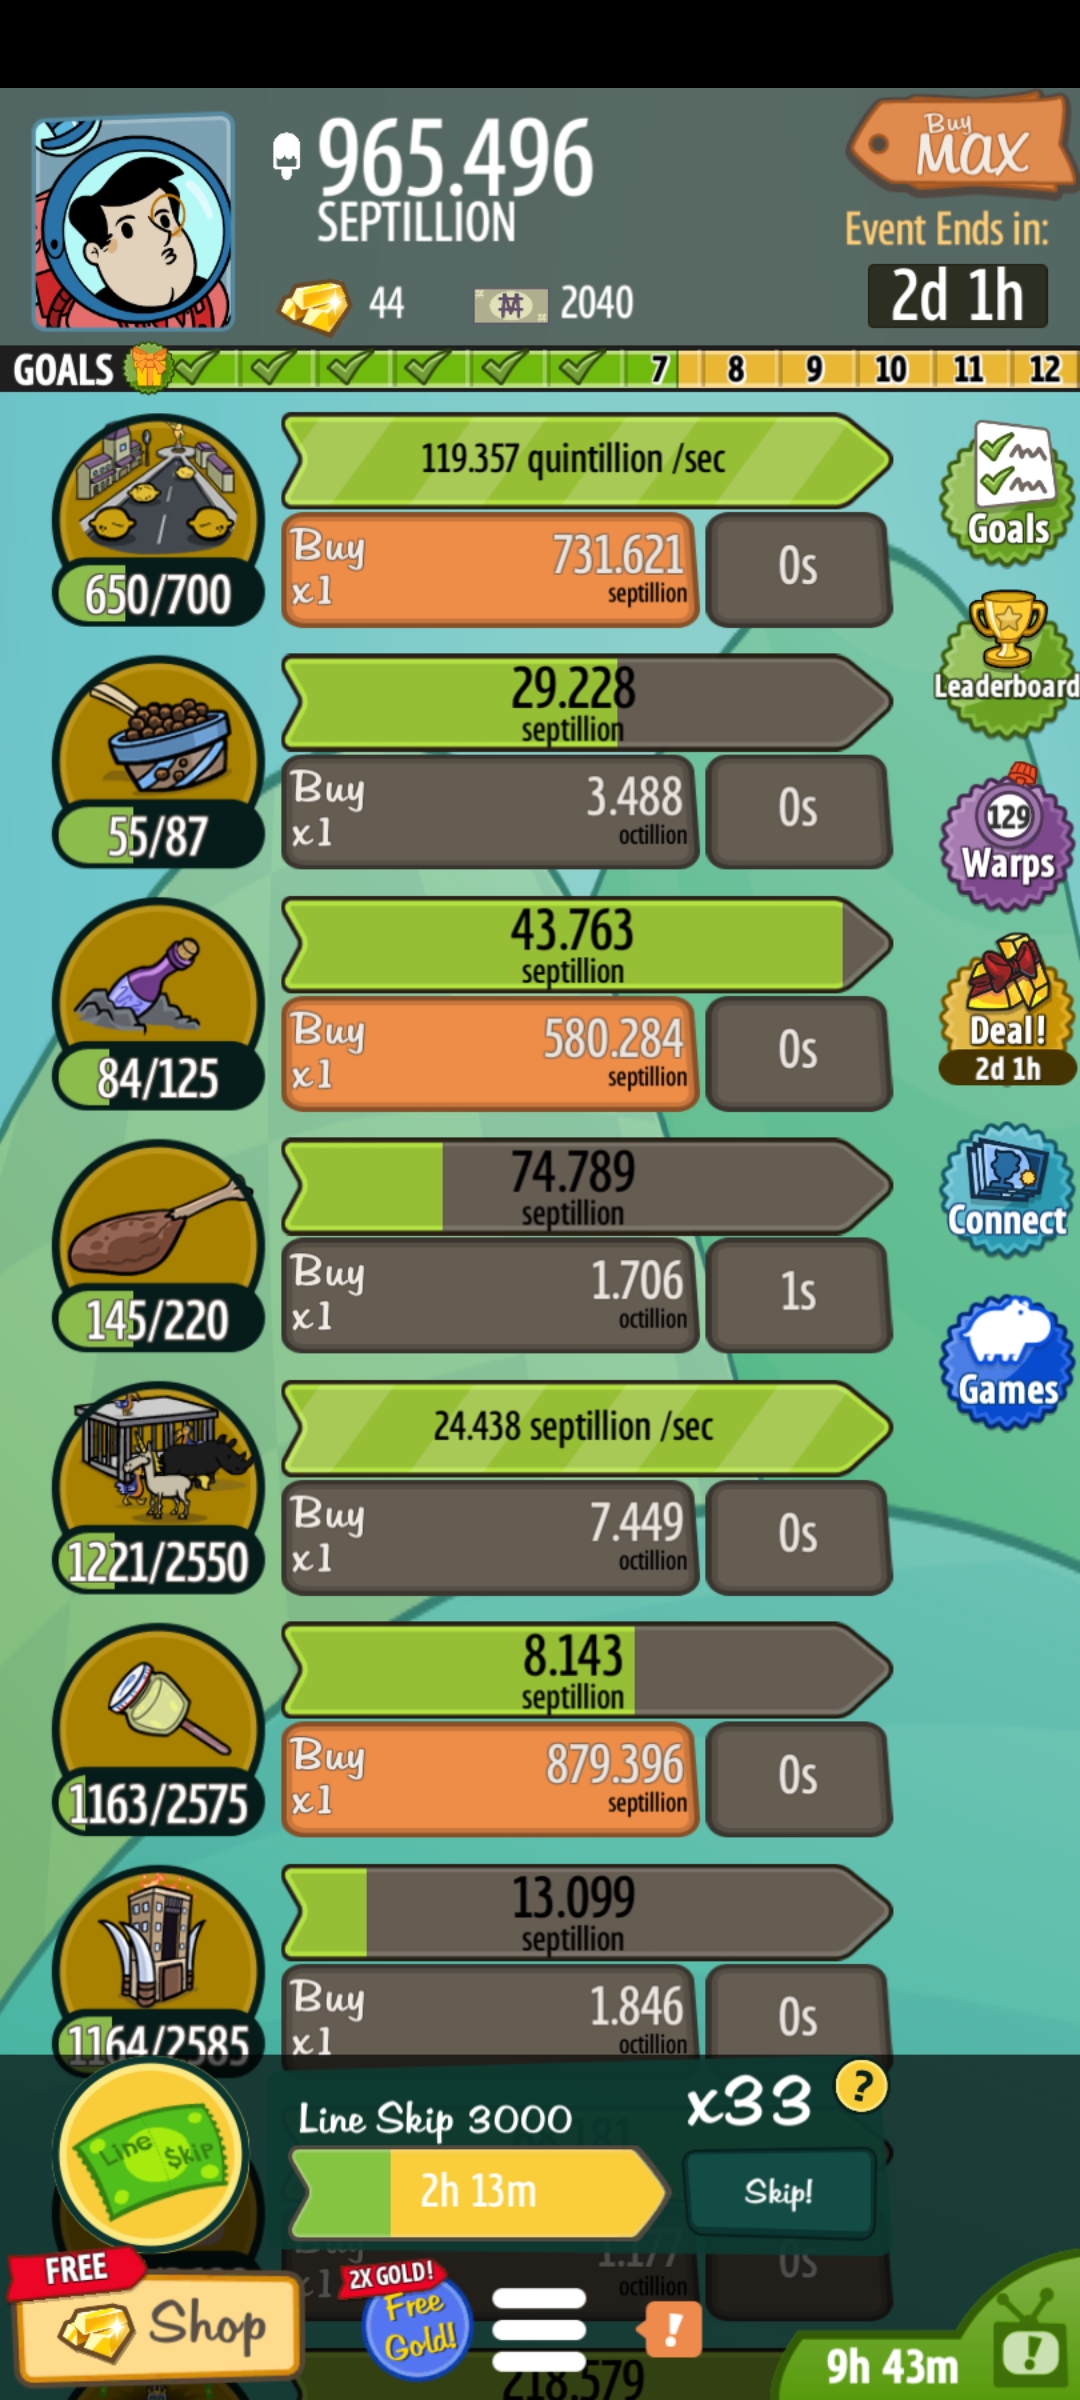 965.496
SEPTILLION
44
2040
Buy
MAX
Event Ends in:
2d 1h
GOALS
7 8 9 10 11 12
119.357 quintillion /sec
Buy
x1
731.621
septillion
0s
650/700
29.228
septillion
Buy
x1
3.488
octillion
0s
55/87
43.763
septillion
Buy
x1
580.284
septillion
0s
84/125
74.789
septillion
Buy
x1
1.706
octillion
1s
145/220
24.438 septillion /sec
Buy
x1
7.449
octillion
0s
1221/2550
8.143
septillion
Buy
x1
879.396
septillion
0s
1163/2575
13.099
septillion
Buy
x1
1.846
octillion
0s
1164/2585
Goals
Leaderboard
129
Warps
Deal!
2d 1h
Connect
Games
Line $kip
Line Skip 3000
x33
?
2h 13m
Skip!
Buy
x1
1.177
octillion
0s
FREE
Shop
2X GOLD!
Free
Gold!
!
9h 43m
!
218.579